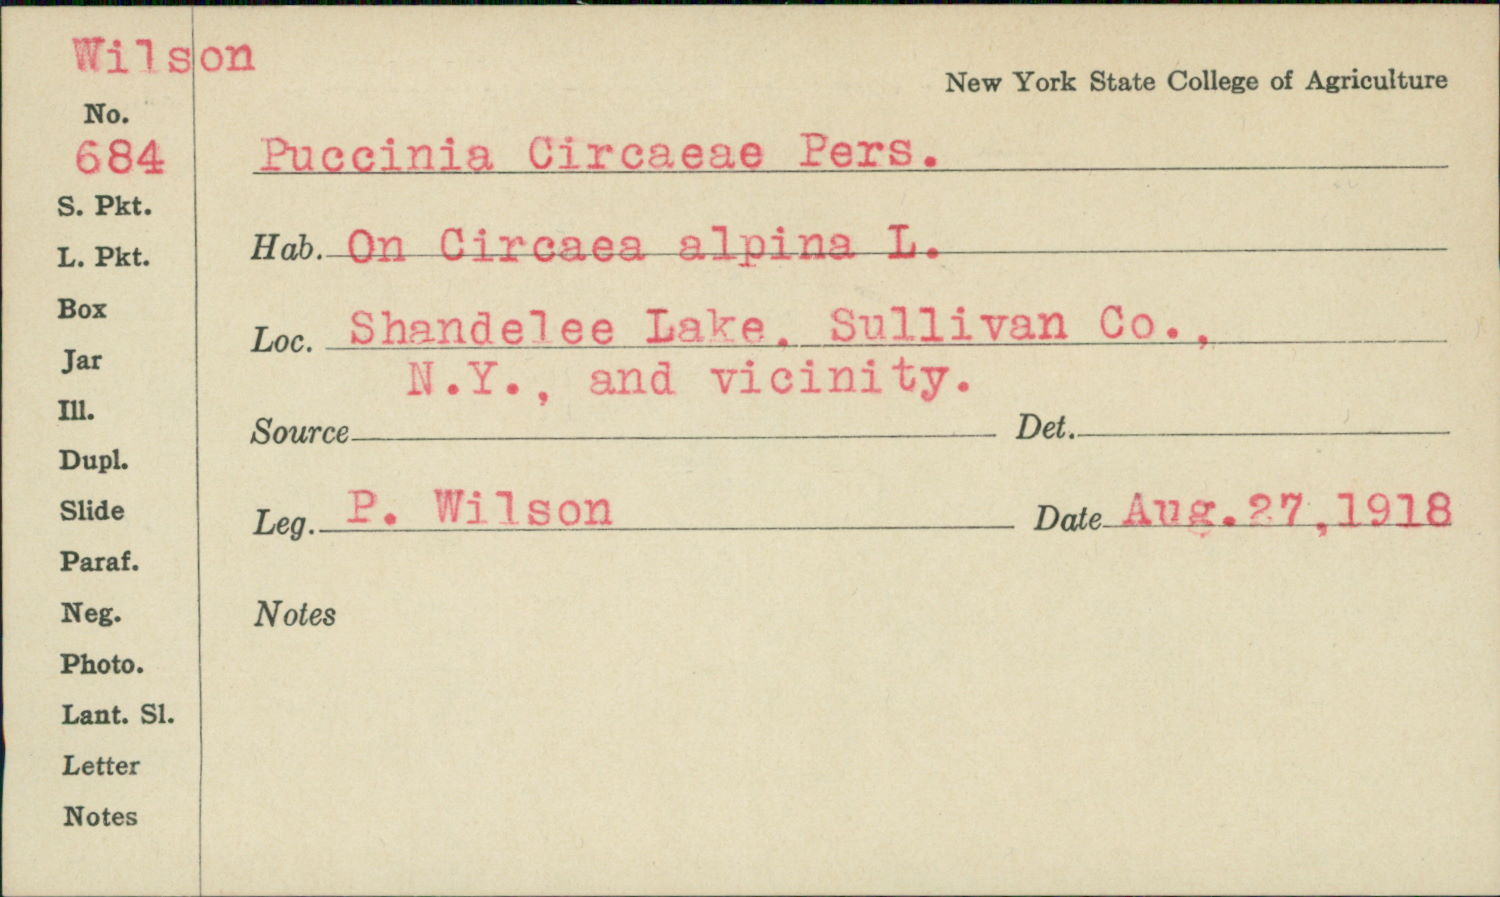 Wilson
New York State College of Agriculture
No.
684
Puccinia Circaeae Pers.
S. Pkt.
Hab. On Circaea alpina L.
L. Pkt.
Box
Loc. Shandelee Lake, Sullivan Co.,
Jar
N.Y., and vicinity.
Ill.
Source Det.
Dupl.
Slide
Leg. P. Wilson Date Aug.27,1918
Paraf.
Neg.
Notes
Photo.
Lant. Sl.
Letter
Notes